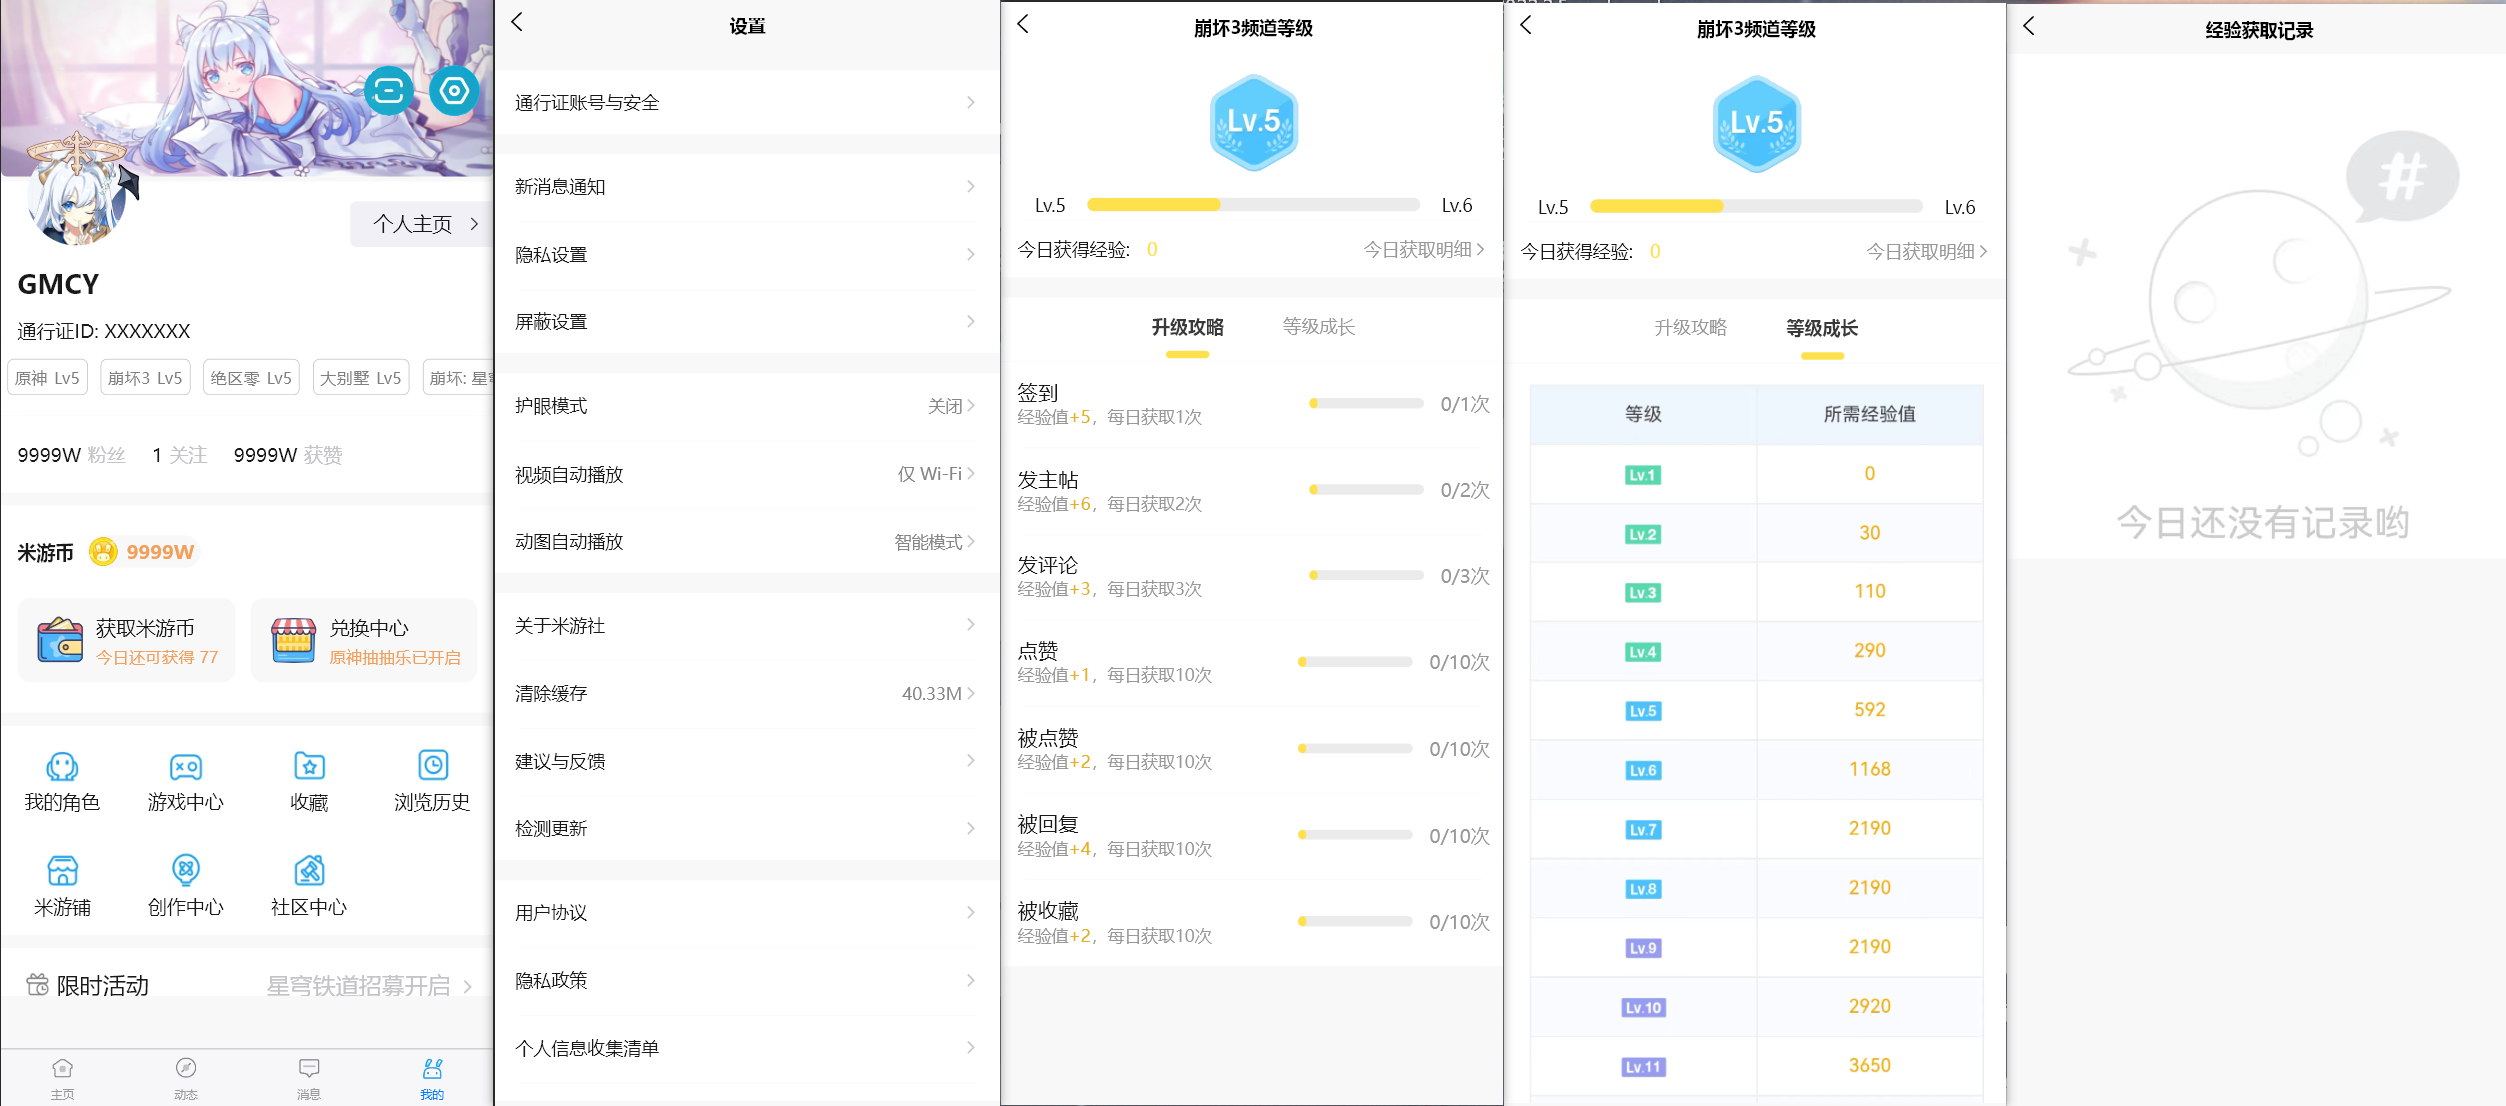 个人主页
GMCY
通行证ID: XXXXXXX
原神 Lv5 崩坏3 Lv5 绝区零 Lv5 大别墅 Lv5 崩坏: 星
9999W 粉丝 1 关注 9999W 获赞
米游币 9999W
获取米游币
今日还可获得 77
兑换中心
原神抽抽乐已开启
我的角色 游戏中心 收藏 浏览历史
米游铺 创作中心 社区中心
限时活动 星穹铁道招募开启
主页 动态 消息 我的
设置
通行证账号与安全
新消息通知
隐私设置
屏蔽设置
护眼模式 关闭
视频自动播放 仅 Wi-Fi
动图自动播放 智能模式
关于米游社
清除缓存 40.33M
建议与反馈
检测更新
用户协议
隐私政策
个人信息收集清单
崩坏3频道等级
Lv.5
Lv.5 Lv.6
今日获得经验: 0 今日获取明细
升级攻略 等级成长
签到
经验值+5，每日获取1次 0/1次
发主帖
经验值+6，每日获取2次 0/2次
发评论
经验值+3，每日获取3次 0/3次
点赞
经验值+1，每日获取10次 0/10次
被点赞
经验值+2，每日获取10次 0/10次
被回复
经验值+4，每日获取10次 0/10次
被收藏
经验值+2，每日获取10次 0/10次
崩坏3频道等级
Lv.5
Lv.5 Lv.6
今日获得经验: 0 今日获取明细
升级攻略 等级成长
等级 所需经验值
Lv.1 0
Lv.2 30
Lv.3 110
Lv.4 290
Lv.5 592
Lv.6 1168
Lv.7 2190
Lv.8 2190
Lv.9 2190
Lv.10 2920
Lv.11 3650
经验获取记录
#
今日还没有记录哟